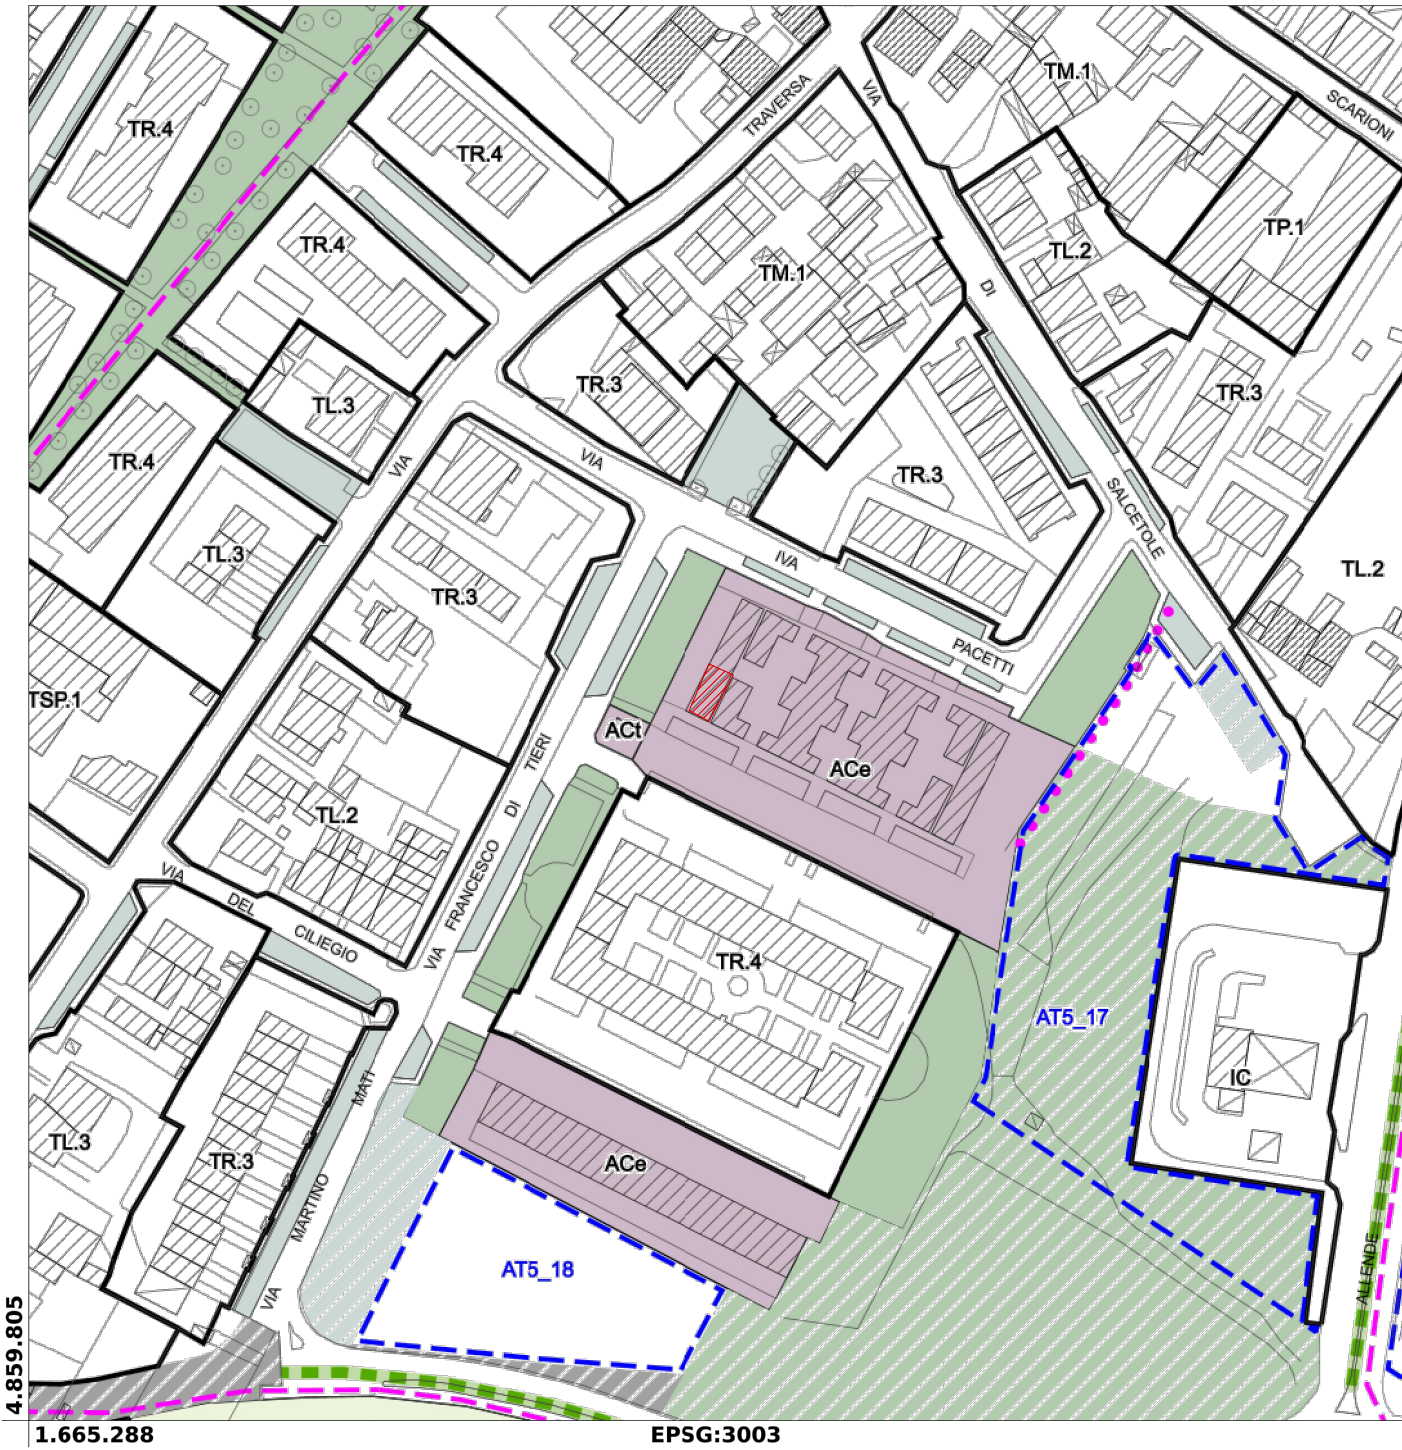 TM.1
SCARIONI
TRAVERSA
VIA
TR.4
TR.4
TP.1
TR.4
TL.2
TM.1
DI
TR.3
TR.3
TL.3
TR.4
VIA
VIA
TR.3
SALCETOLE
TL.3
IVA
TL.2
TR.3
PACETTI
TSP.1
ACt
TIERI
ACe
DI
TL.2
FRANCESCO
VIA
DEL
CILIEGIO
VIA
TR.4
AT5_17
IC
MATI
TL.3
TR.3
ACe
MARTINO
AT5_18
ALLENDE
VIA
4.859.805
1.665.288
EPSG:3003